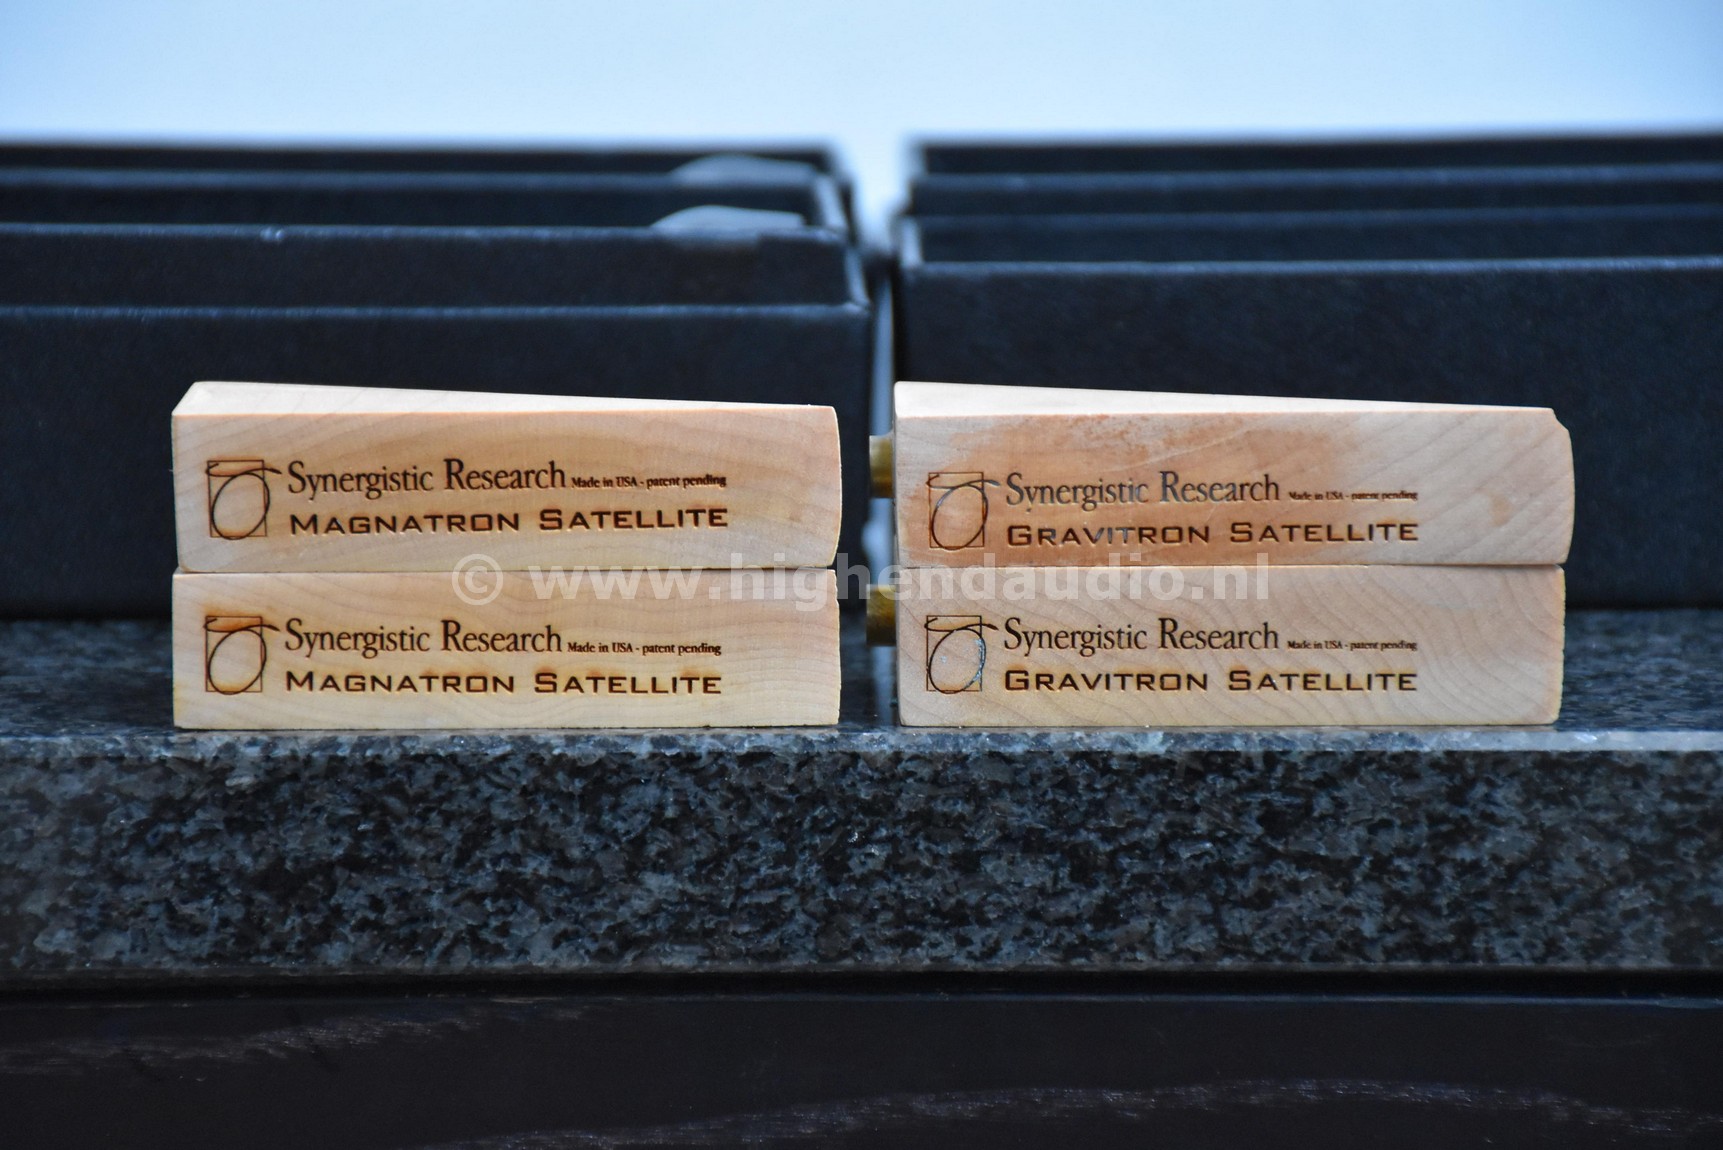 Synergistic Research Made in USA - patent pending
MAGNATRON SATELLITE
Synergistic Research Made in USA - patent pending
GRAVITRON SATELLITE
© www.highendaudio.nl
Synergistic Research Made in USA - patent pending
MAGNATRON SATELLITE
Synergistic Research Made in USA - patent pending
GRAVITRON SATELLITE